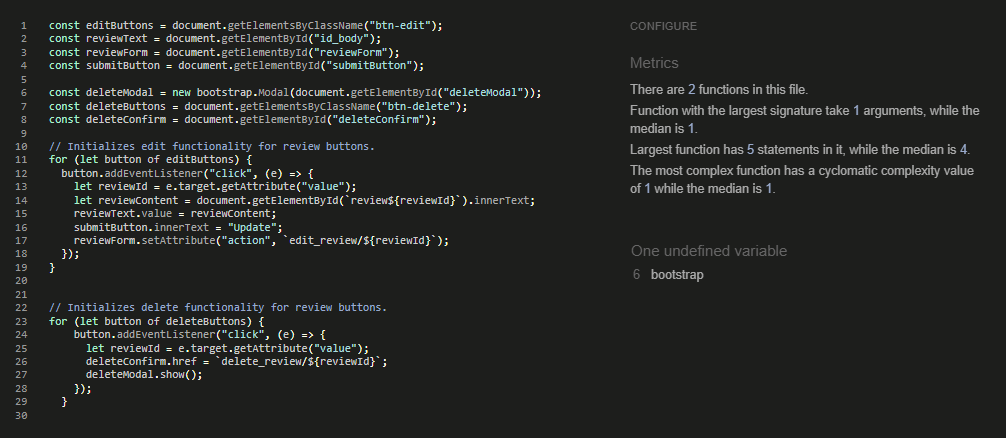 1 const editButtons = document.getElementsByClassName("btn-edit");
2 const reviewText = document.getElementById("id_body");
3 const reviewForm = document.getElementById("reviewForm");
4 const submitButton = document.getElementById("submitButton");
5
6 const deleteModal = new bootstrap.Modal(document.getElementById("deleteModal"));
7 const deleteButtons = document.getElementsByClassName("btn-delete");
8 const deleteConfirm = document.getElementById("deleteConfirm");
9
10 // Initializes edit functionality for review buttons.
11 for (let button of editButtons) {
12   button.addEventListener("click", (e) => {
13     let reviewId = e.target.getAttribute("value");
14     let reviewContent = document.getElementById(`review${reviewId}`).innerText;
15     reviewText.value = reviewContent;
16     submitButton.innerText = "Update";
17     reviewForm.setAttribute("action", `edit_review/${reviewId}`);
18   });
19 }
20
21
22 // Initializes delete functionality for review buttons.
23 for (let button of deleteButtons) {
24     button.addEventListener("click", (e) => {
25       let reviewId = e.target.getAttribute("value");
26       deleteConfirm.href = `delete_review/${reviewId}`;
27       deleteModal.show();
28     });
29   }
30
CONFIGURE
Metrics
There are 2 functions in this file.
Function with the largest signature take 1 arguments, while the
median is 1.
Largest function has 5 statements in it, while the median is 4.
The most complex function has a cyclomatic complexity value
of 1 while the median is 1.
One undefined variable
6 bootstrap